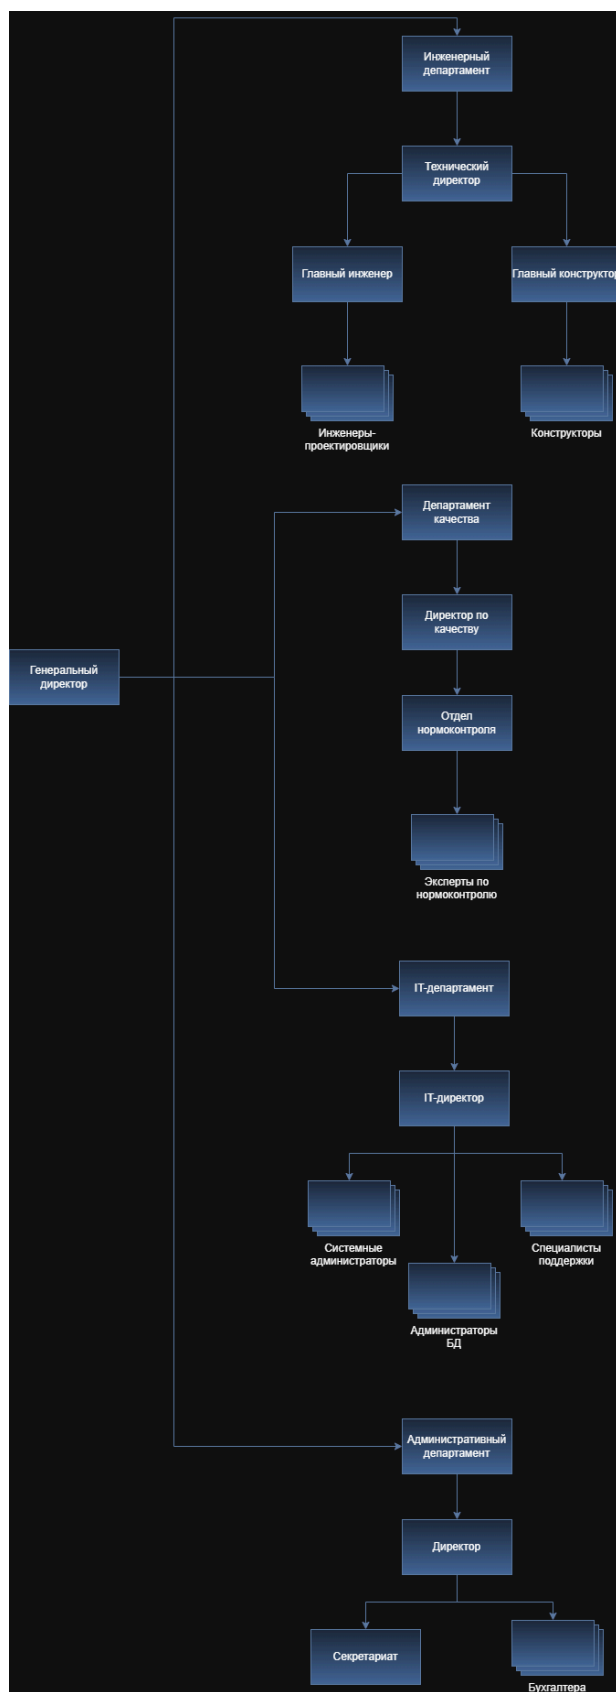 Инженерный
департамент
Технический
директор
Главный инженер
Главный конструктор
Инженеры-
проектировщики
Конструкторы
Департамент
качества
Директор по
качеству
Генеральный
директор
Отдел
нормоконтроля
Эксперты по
нормоконтролю
IT-департамент
IT-директор
Системные
администраторы
Специалисты
поддержки
Администраторы
БД
Административный
департамент
Директор
Секретариат
Бухгалтера